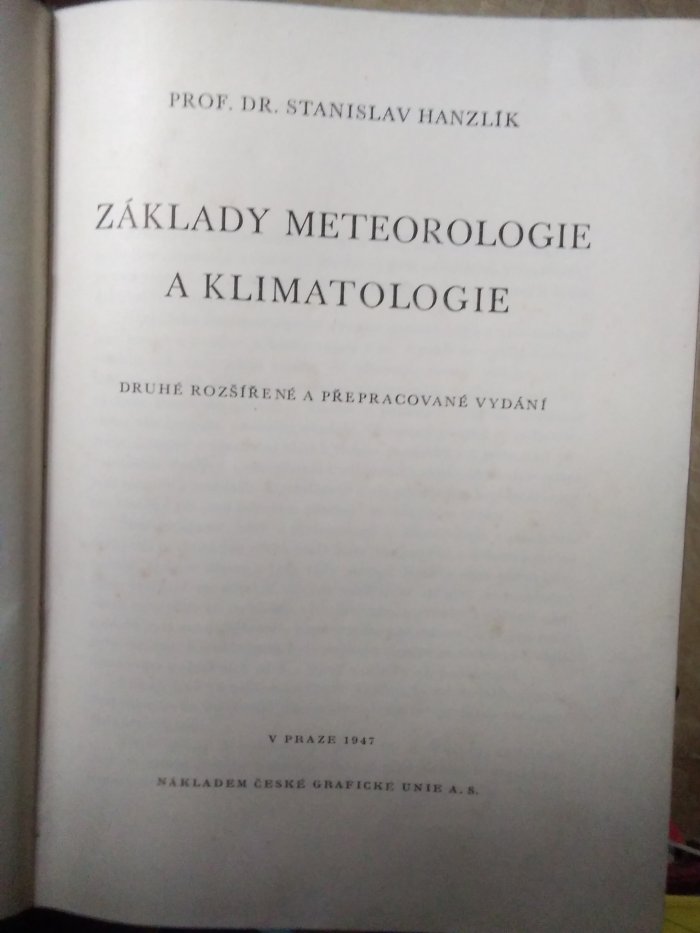 PROF. DR. STANISLAV HANZLÍK
ZÁKLADY METEOROLOGIE
A KLIMATOLOGIE
DRUHÉ ROZŠÍŘENÉ A PŘEPRACOVANÉ VYDÁNÍ
V PRAZE 1947
NÁKLADEM ČESKÉ GRAFICKÉ UNIE A. S.